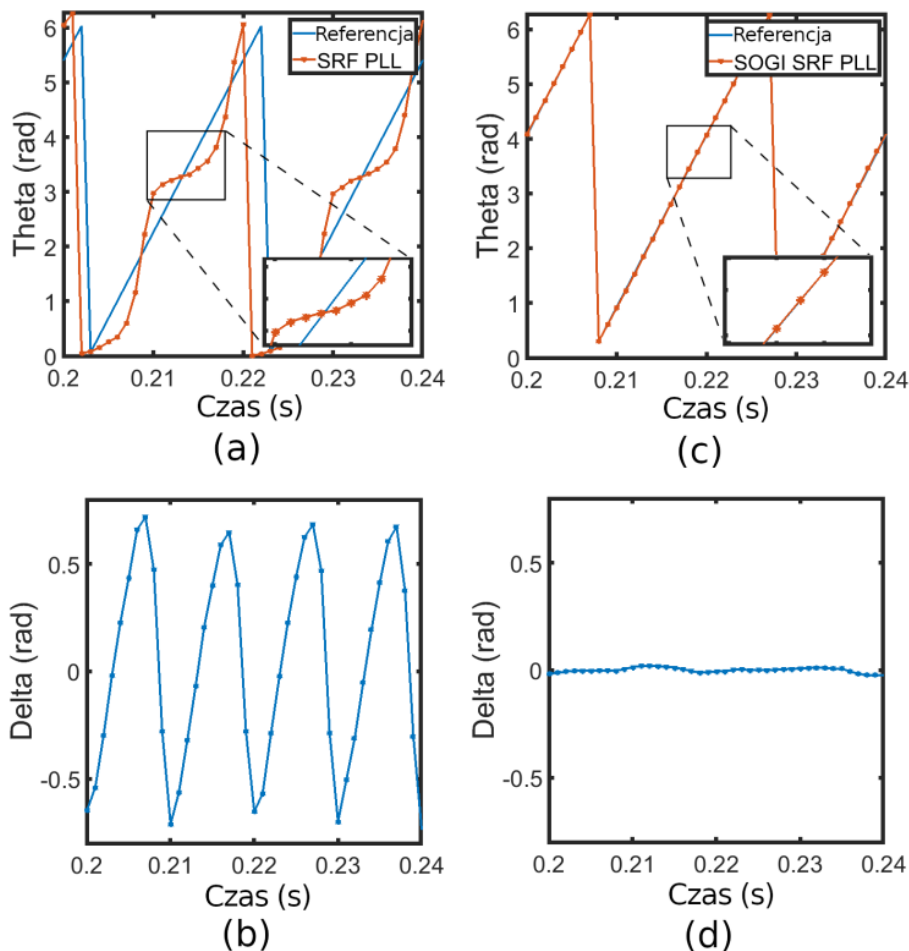 Referencja
SRF PLL
Theta (rad)
6
5
4
3
2
1
0
0.2
0.21
0.22
0.23
0.24
Czas (s)
(a)
Referencja
SOGI SRF PLL
Theta (rad)
6
5
4
3
2
1
0
0.2
0.21
0.22
0.23
0.24
Czas (s)
(c)
Delta (rad)
0.5
0
-0.5
0.2
0.21
0.22
0.23
0.24
Czas (s)
(b)
Delta (rad)
0.5
0
-0.5
0.2
0.21
0.22
0.23
0.24
Czas (s)
(d)